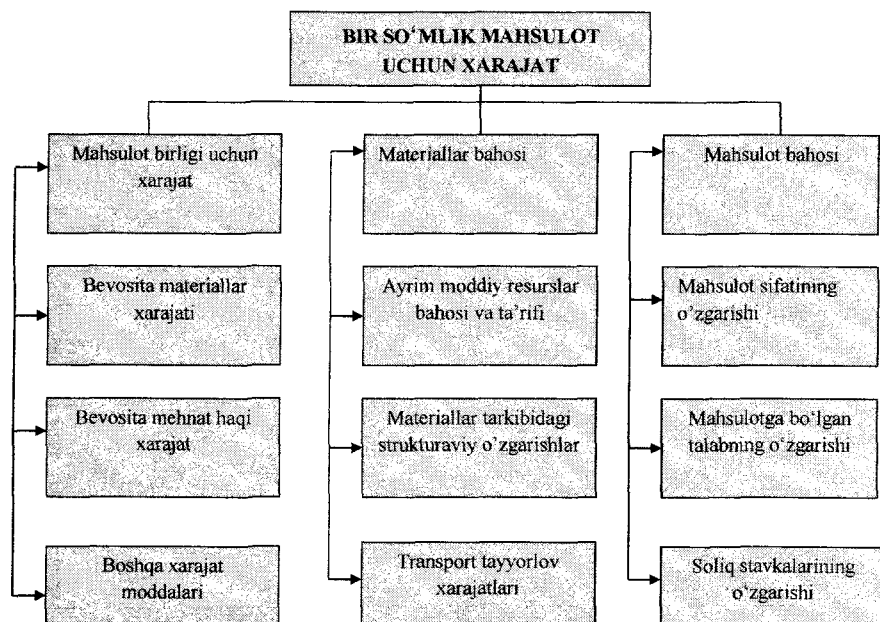 BIR SO‘MLIK MAHSULOT
UCHUN XARAJAT
Mahsulot birligi uchun
xarajat
Materiallar bahosi
Mahsulot bahosi
Bevosita materiallar
xarajati
Ayrim moddiy resurslar
bahosi va ta’rifi
Mahsulot sifatining
o’zgarishi
Bevosita mehnat haqi
xarajat
Materiallar tarkibidagi
strukturaviy o’zgarishlar
Mahsulotga bo‘lgan
talabning o‘zgarishi
Boshqa xarajat
moddalari
Transport tayyorlov
xarajatlari
Soliq stavkalarining
o’zgarishi